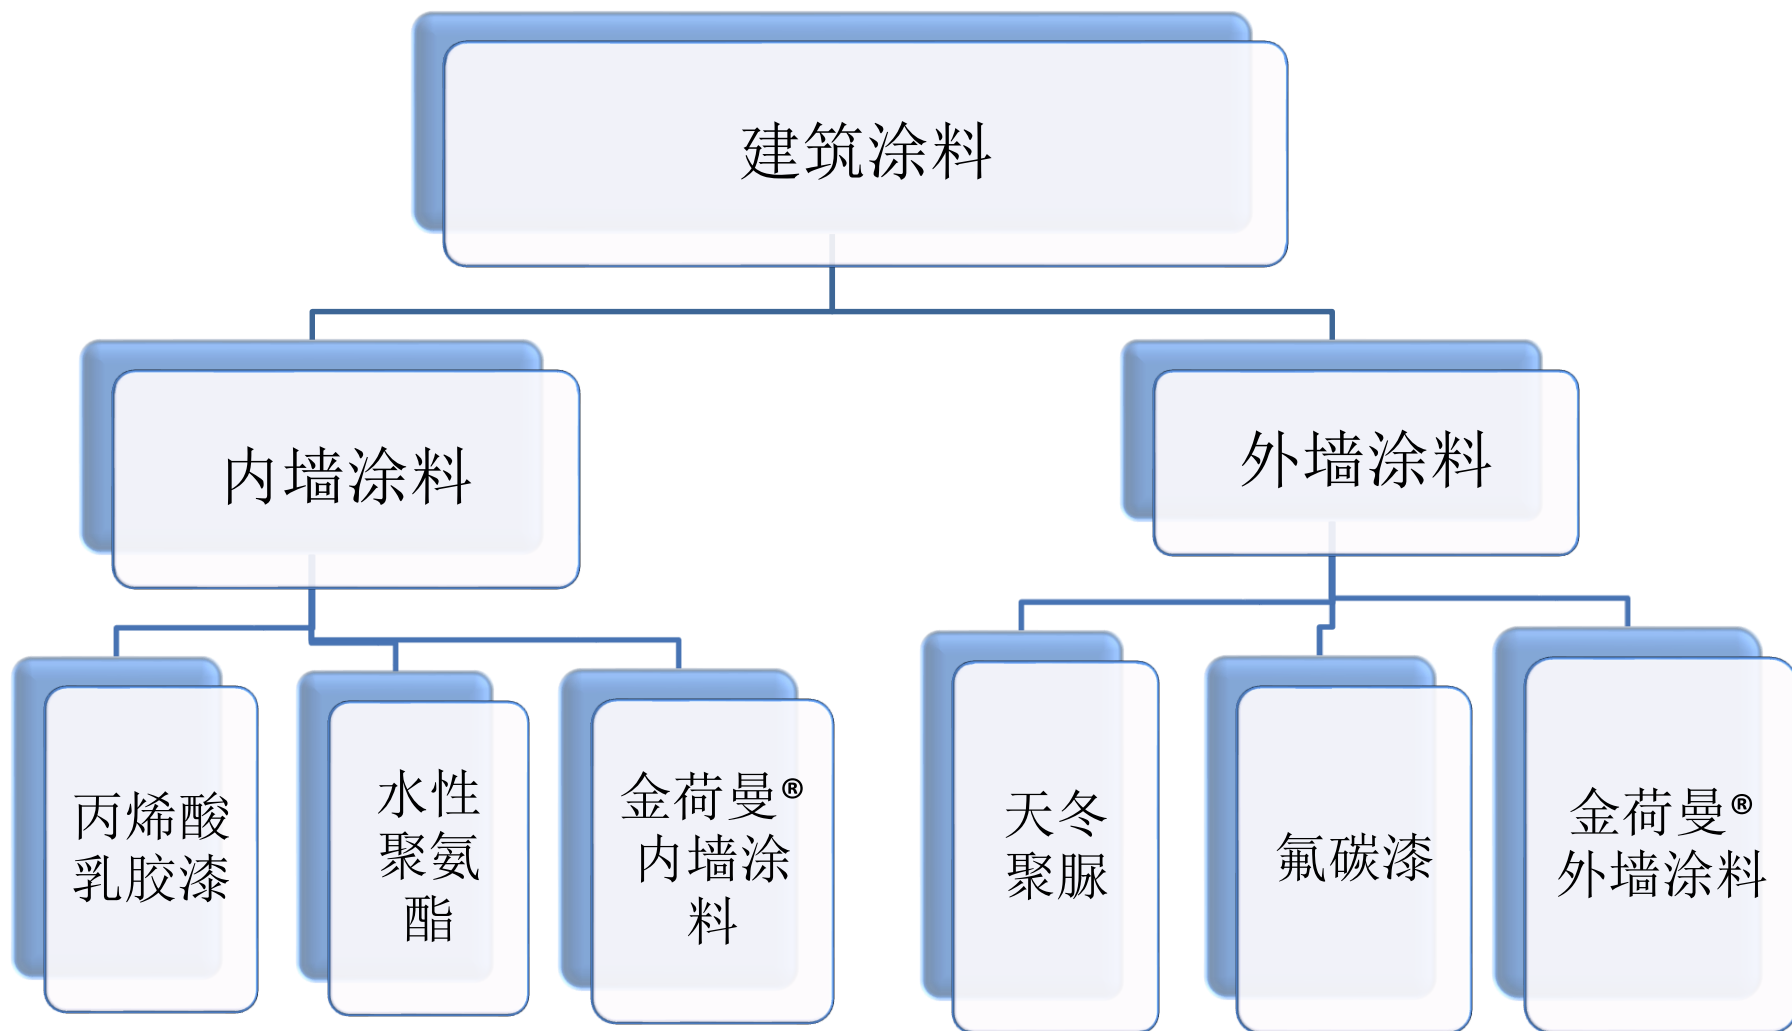 建筑涂料
内墙涂料
外墙涂料
丙烯酸
乳胶漆
水性
聚氨
酯
金荷曼®
内墙涂
料
天冬
聚脲
氟碳漆
金荷曼®
外墙涂料